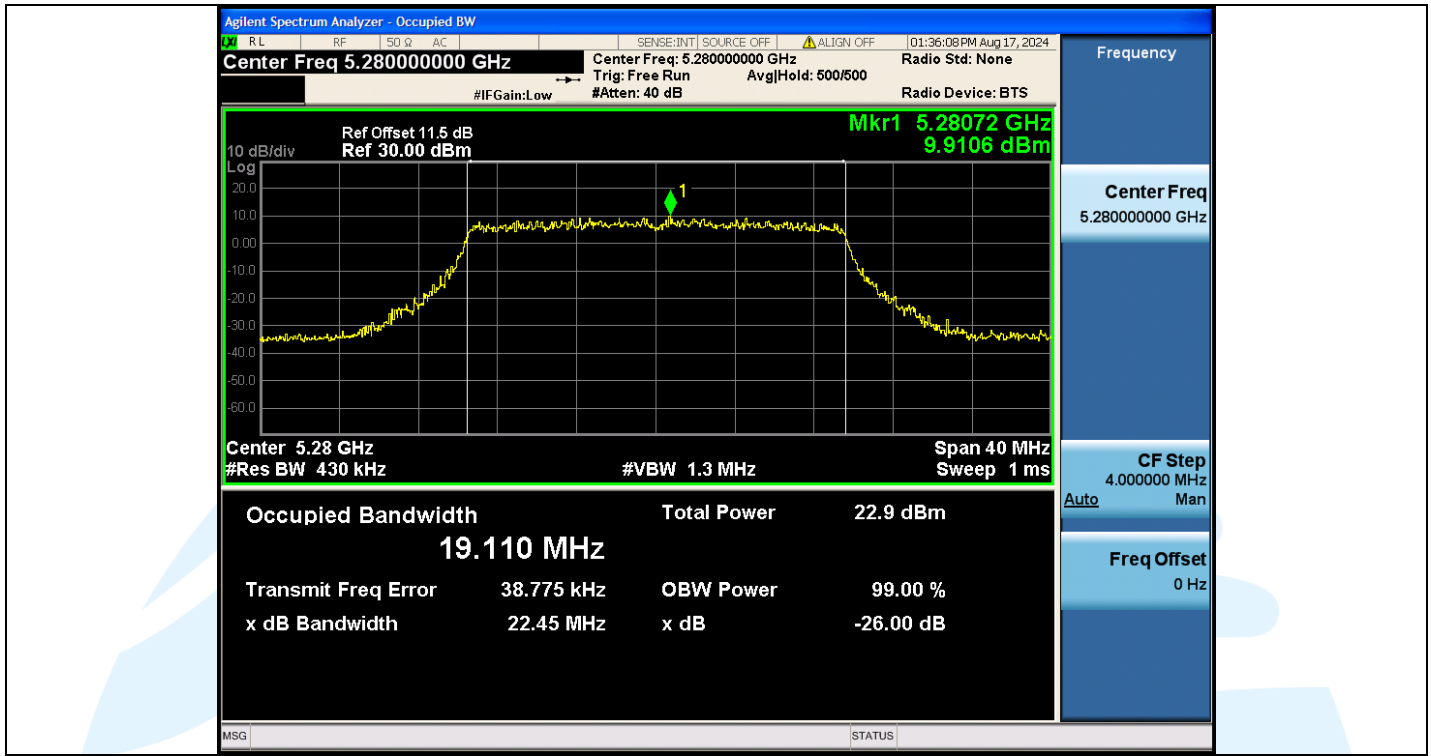 Agilent Spectrum Analyzer - Occupied BW
LXI RL RF 50 Ω AC SENSE:INT SOURCE OFF ALIGN OFF 01:36:08 PM Aug 17, 2024
Center Freq 5.280000000 GHz
Center Freq: 5.280000000 GHz
Radio Std: None
Trig: Free Run Avg|Hold: 500/500
#IFGain:Low
#Atten: 40 dB
Radio Device: BTS
Frequency
Mkr1 5.28072 GHz
9.9106 dBm
Ref Offset 11.5 dB
10 dB/div Ref 30.00 dBm
Log
20.0
10.0
0.00
-10.0
-20.0
-30.0
-40.0
-50.0
-60.0
1
Center 5.28 GHz Span 40 MHz
#Res BW 430 kHz #VBW 1.3 MHz Sweep 1 ms
Occupied Bandwidth Total Power 22.9 dBm
19.110 MHz
Transmit Freq Error 38.775 kHz OBW Power 99.00 %
x dB Bandwidth 22.45 MHz x dB -26.00 dB
Center Freq
5.280000000 GHz
CF Step
4.000000 MHz
Auto Man
Freq Offset
0 Hz
MSG STATUS